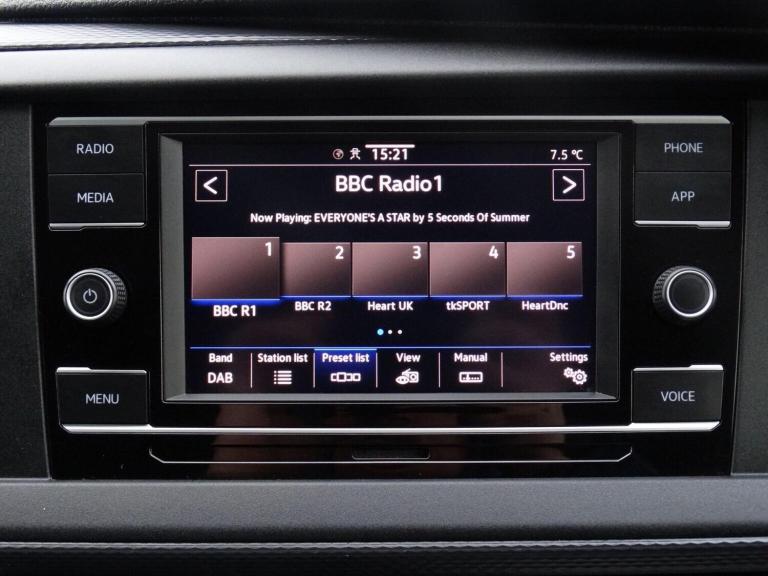 RADIO
MEDIA
MENU
15:21
7.5 °C
<
BBC Radio1
>
Now Playing: EVERYONE'S A STAR by 5 Seconds Of Summer
1
2
3
4
5
BBC R1
BBC R2
Heart UK
tkSPORT
HeartDnc
Band
Station list
Preset list
View
Manual
Settings
DAB
PHONE
APP
VOICE